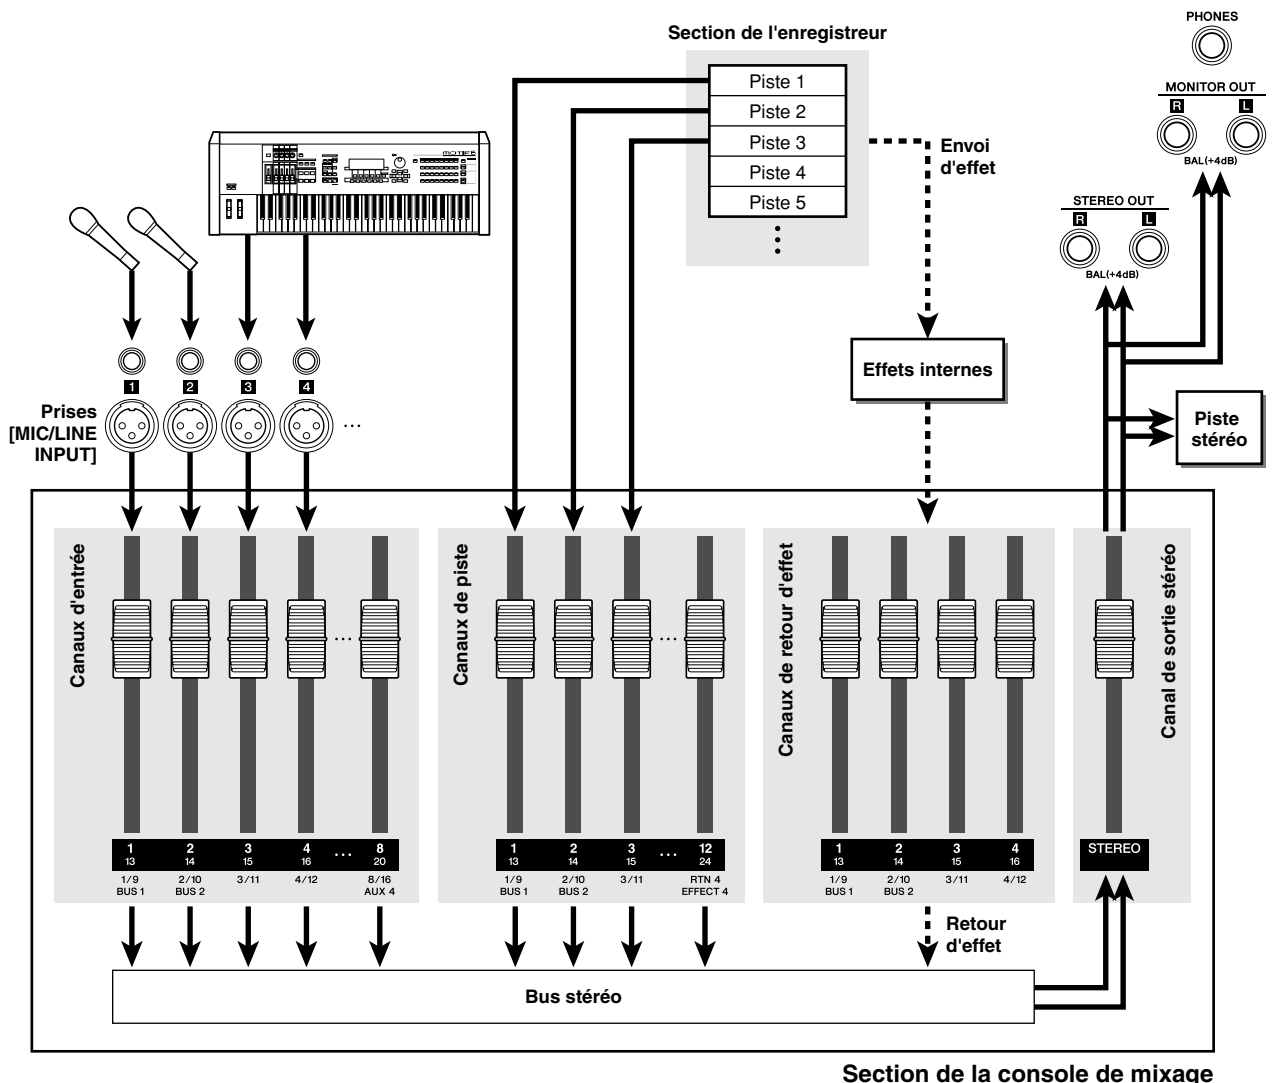 PHONES
Section de l'enregistreur
MONITOR OUT
R L
BAL(+4dB)
Piste 1
Piste 2
Piste 3
Piste 4
Piste 5
Envoi
d'effet
MOTIF 6
STEREO OUT
R L
BAL(+4dB)
Effets internes
1 2 3 4
Prises
[MIC/LINE
INPUT]
...
Piste
stéréo
Canaux d'entrée
...
1 2 3 4 ... 8
13 14 15 16 20
1/9 2/10 3/11 4/12 8/16
BUS 1 BUS 2 AUX 4
Canaux de piste
...
1 2 3 ... 12
13 14 15 24
1/9 2/10 3/11 RTN 4
BUS 1 BUS 2 EFFECT 4
Canaux de retour d'effet
1 2 3 4
13 14 15 16
1/9 2/10 3/11 4/12
BUS 1 BUS 2
Canal de sortie stéréo
STEREO
Retour
d'effet
Bus stéréo
Section de la console de mixage